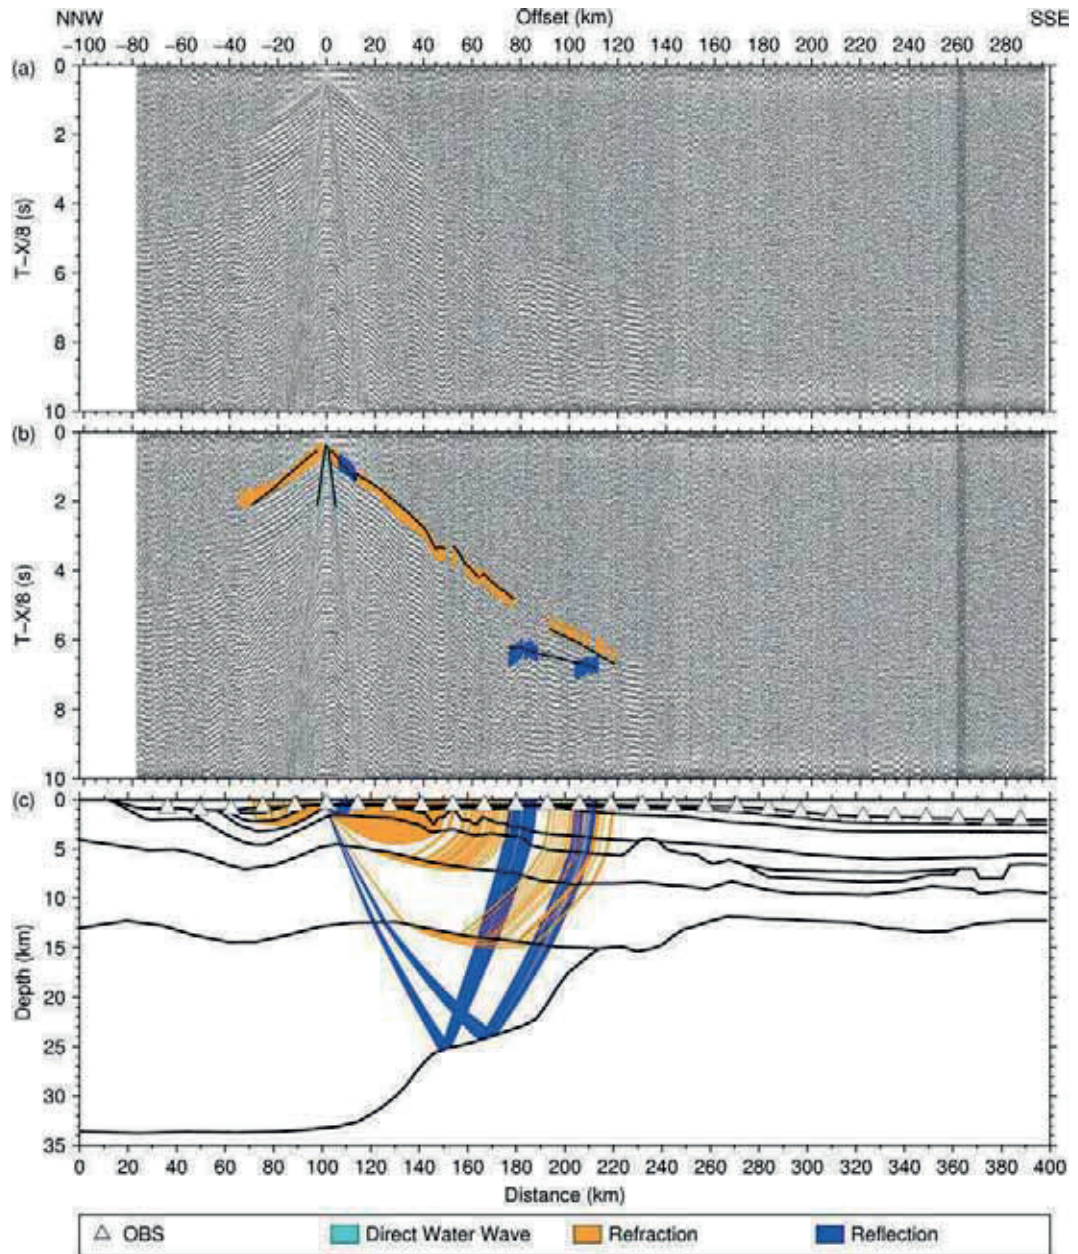 NNW Offset (km) SSE
−100 −80 −60 −40 −20 0 20 40 60 80 100 120 140 160 180 200 220 240 260 280
(a)
0
2
4
6
8
10
T−X/8 (s)
(b)
0
2
4
6
8
10
T−X/8 (s)
(c)
0
5
10
15
20
25
30
35
Depth (km)
0 20 40 60 80 100 120 140 160 180 200 220 240 260 280 300 320 340 360 380 400
Distance (km)
OBS Direct Water Wave Refraction Reflection